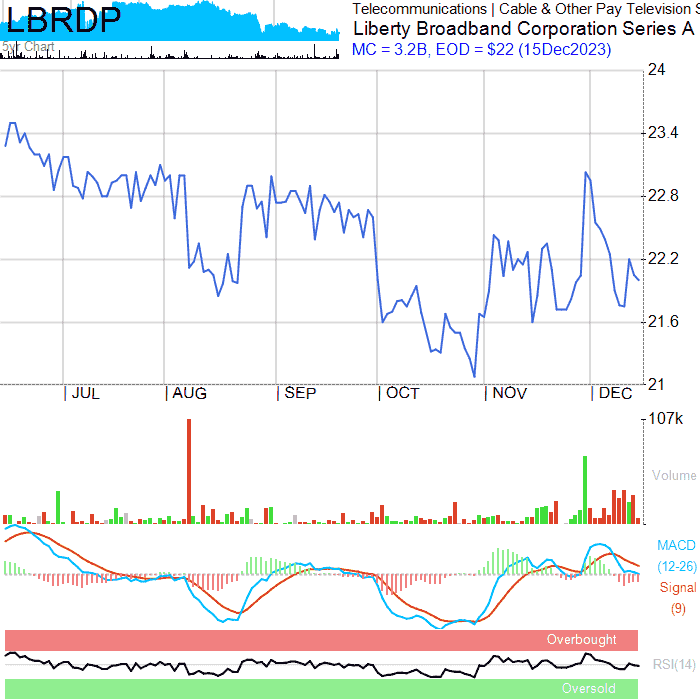 LBRDP
5yr Chart
Telecommunications | Cable & Other Pay Television S
Liberty Broadband Corporation Series A
MC = 3.2B, EOD = $22 (15Dec2023)
24
23.4
22.8
22.2
21.6
21
| JUL | AUG | SEP | OCT | NOV | DEC
107k
Volume
MACD
(12-26)
Signal
(9)
Overbought
RSI(14)
Oversold